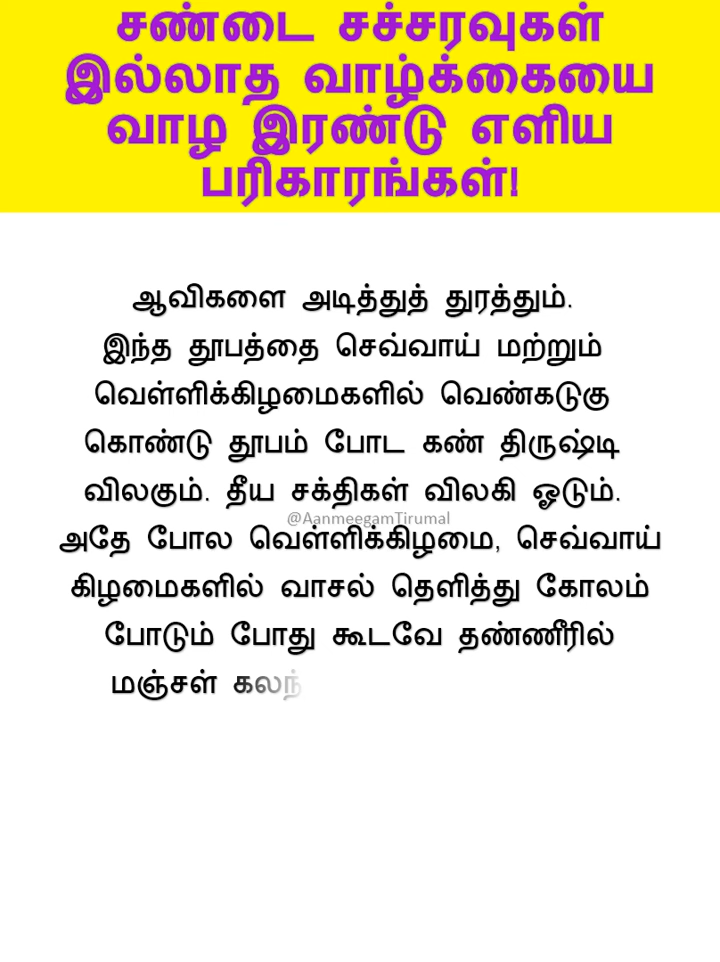 சண்டை சச்சரவுகள்
இல்லாத வாழ்க்கையை
வாழ இரண்டு எளிய
பரிகாரங்கள்!
ஆவிகளை அடித்துத் துரத்தும்.
இந்த தூபத்தை செவ்வாய் மற்றும்
வெள்ளிக்கிழமைகளில் வெண்கடுகு
கொண்டு தூபம் போட கண் திருஷ்டி
விலகும். தீய சக்திகள் விலகி ஓடும்.
@AanmeegamTirumal
அதே போல வெள்ளிக்கிழமை, செவ்வாய்
கிழமைகளில் வாசல் தெளித்து கோலம்
போடும் போது கூடவே தண்ணீரில்
மஞ்சள்